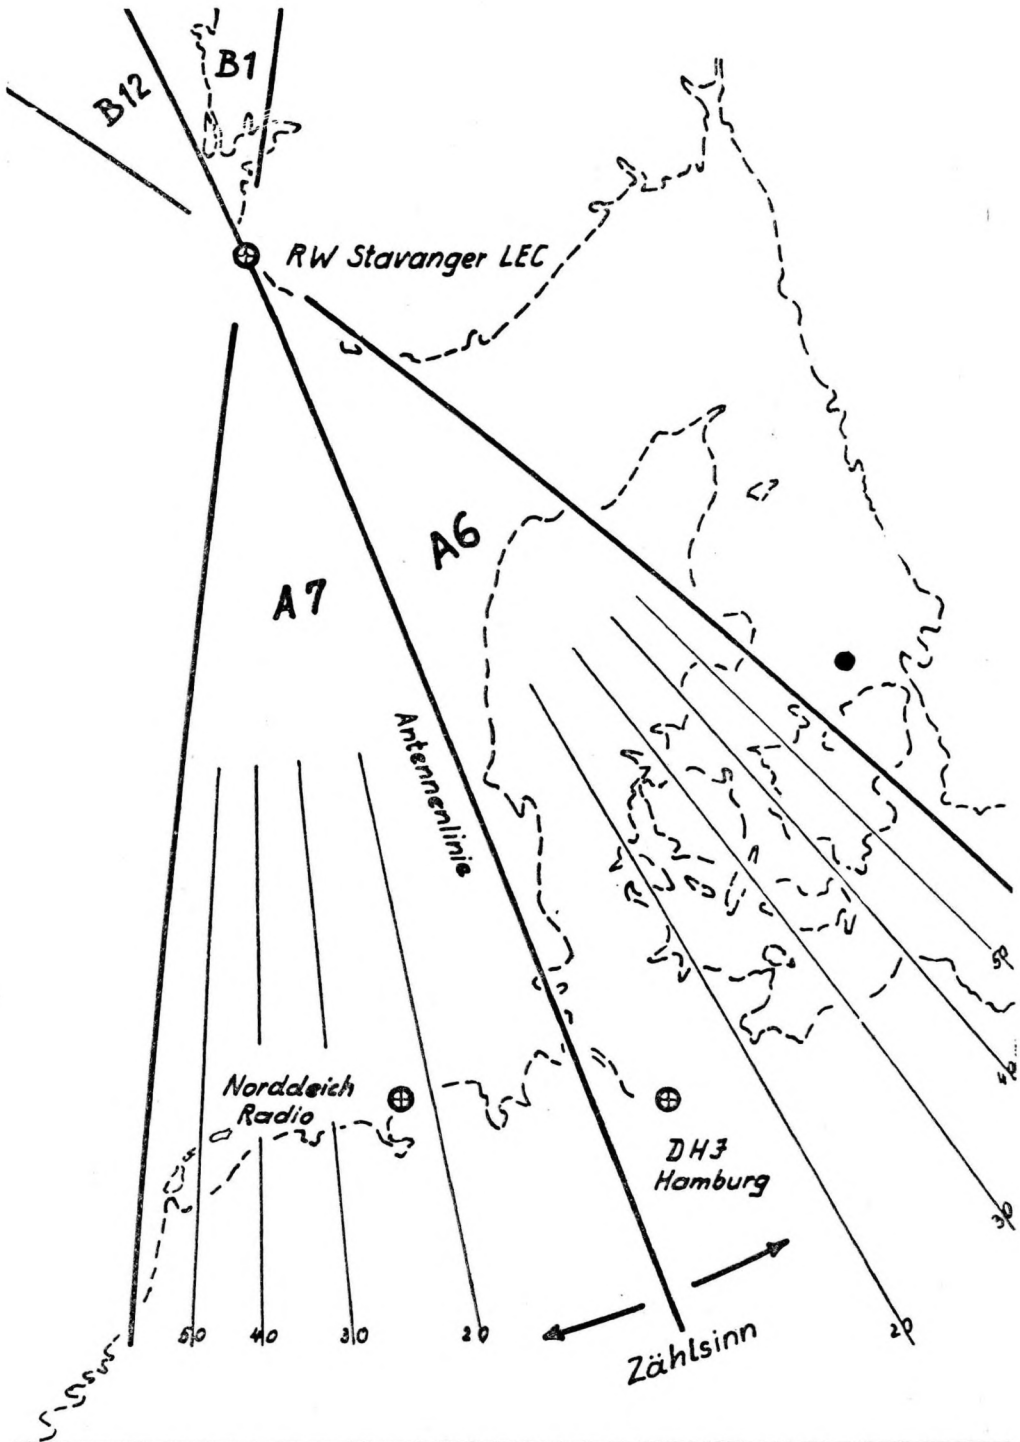 B1
B12
RW Stavanger LEC
A6
A7
Antennenlinie
Norddeich
Radio
DHJ
Hamburg
50
40
30
20
50
40
30
20
Zählsinn